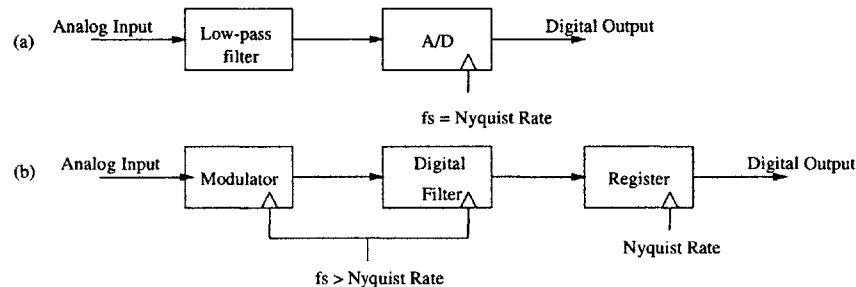 (a)
Analog Input
Low-pass
filter
A/D
Digital Output
fs = Nyquist Rate
(b)
Analog Input
Modulator
Digital
Filter
Register
Digital Output
Nyquist Rate
fs > Nyquist Rate